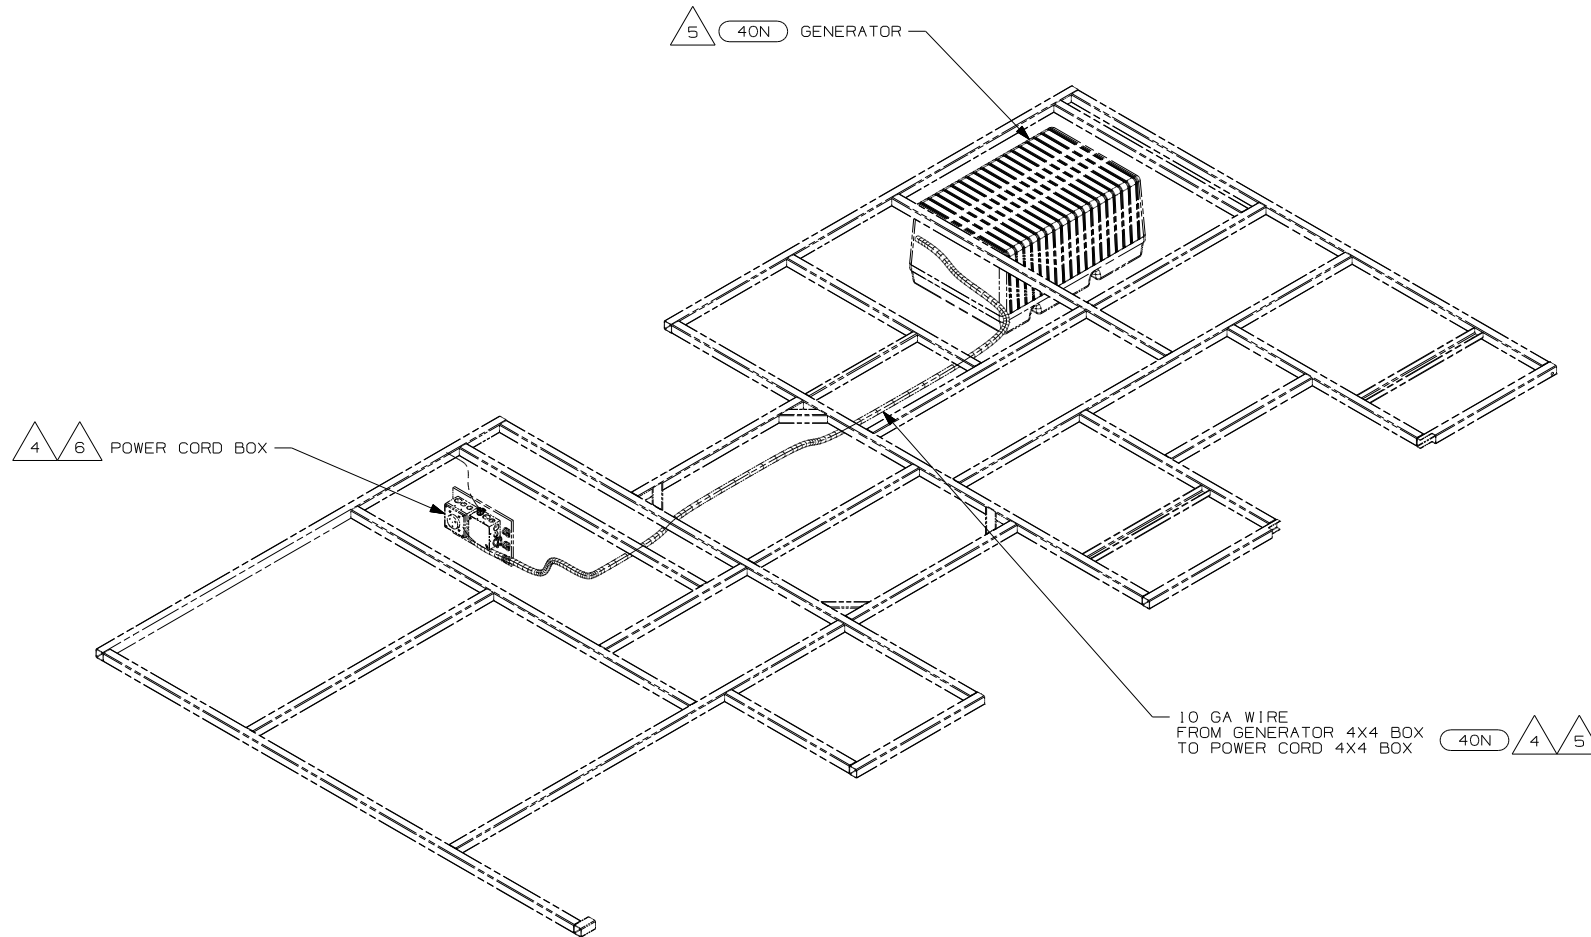 5 40N GENERATOR
4 6 POWER CORD BOX
10 GA WIRE
FROM GENERATOR 4X4 BOX
TO POWER CORD 4X4 BOX 40N 4 5